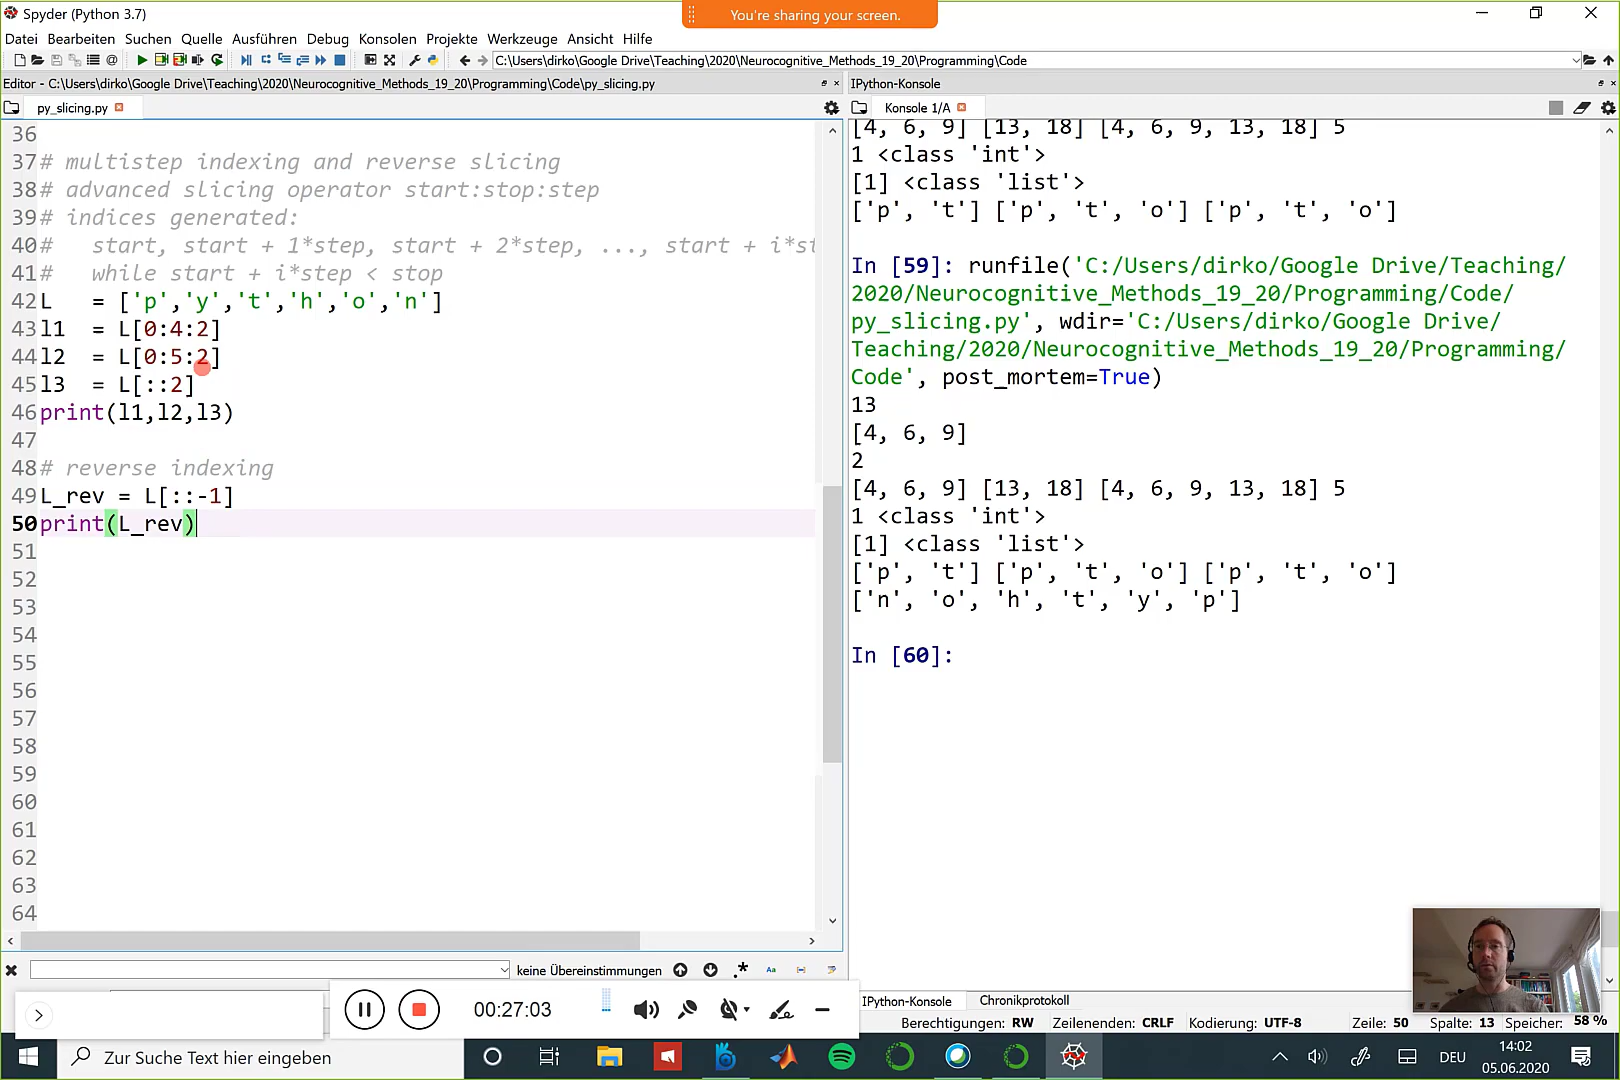 Spyder (Python 3.7)
You're sharing your screen.
Datei Bearbeiten Suchen Quelle Ausführen Debug Konsolen Projekte Werkzeuge Ansicht Hilfe
C:\Users\dirko\Google Drive\Teaching\2020\Neurocognitive_Methods_19_20\Programming\Code
Editor - C:\Users\dirko\Google Drive\Teaching\2020\Neurocognitive_Methods_19_20\Programming\Code\py_slicing.py
py_slicing.py
36
37 # multistep indexing and reverse slicing
38 # advanced slicing operator start:stop:step
39 # indices generated:
40 #   start, start + 1*step, start + 2*step, ..., start + i*st
41 #   while start + i*step < stop
42 L   = ['p','y','t','h','o','n']
43 l1  = L[0:4:2]
44 l2  = L[0:5:2]
45 l3  = L[::2]
46 print(l1,l2,l3)
47
48 # reverse indexing
49 L_rev = L[::-1]
50 print(L_rev)
51
52
53
54
55
56
57
58
59
60
61
62
63
64
keine Übereinstimmungen
.*
Aa
00:27:03
IPython-Konsole
Konsole 1/A
[4, 6, 9] [13, 18] [4, 6, 9, 13, 18] 5
1 <class 'int'>
[1] <class 'list'>
['p', 't'] ['p', 't', 'o'] ['p', 't', 'o']
In [59]: runfile('C:/Users/dirko/Google Drive/Teaching/
2020/Neurocognitive_Methods_19_20/Programming/Code/
py_slicing.py', wdir='C:/Users/dirko/Google Drive/
Teaching/2020/Neurocognitive_Methods_19_20/Programming/
Code', post_mortem=True)
13
[4, 6, 9]
2
[4, 6, 9] [13, 18] [4, 6, 9, 13, 18] 5
1 <class 'int'>
[1] <class 'list'>
['p', 't'] ['p', 't', 'o'] ['p', 't', 'o']
['n', 'o', 'h', 't', 'y', 'p']
In [60]:
IPython-Konsole Chronikprotokoll
Berechtigungen: RW Zeilenenden: CRLF Kodierung: UTF-8 Zeile: 50 Spalte: 13 Speicher: 58 %
Zur Suche Text hier eingeben
DEU
14:02
05.06.2020